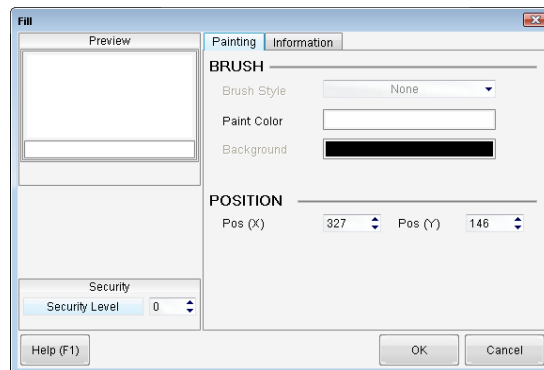 Fill
Preview
Painting Information
BRUSH
Brush Style None
Paint Color
Background
POSITION
Pos (X) 327 Pos (Y) 146
Security
Security Level 0
Help (F1) OK Cancel